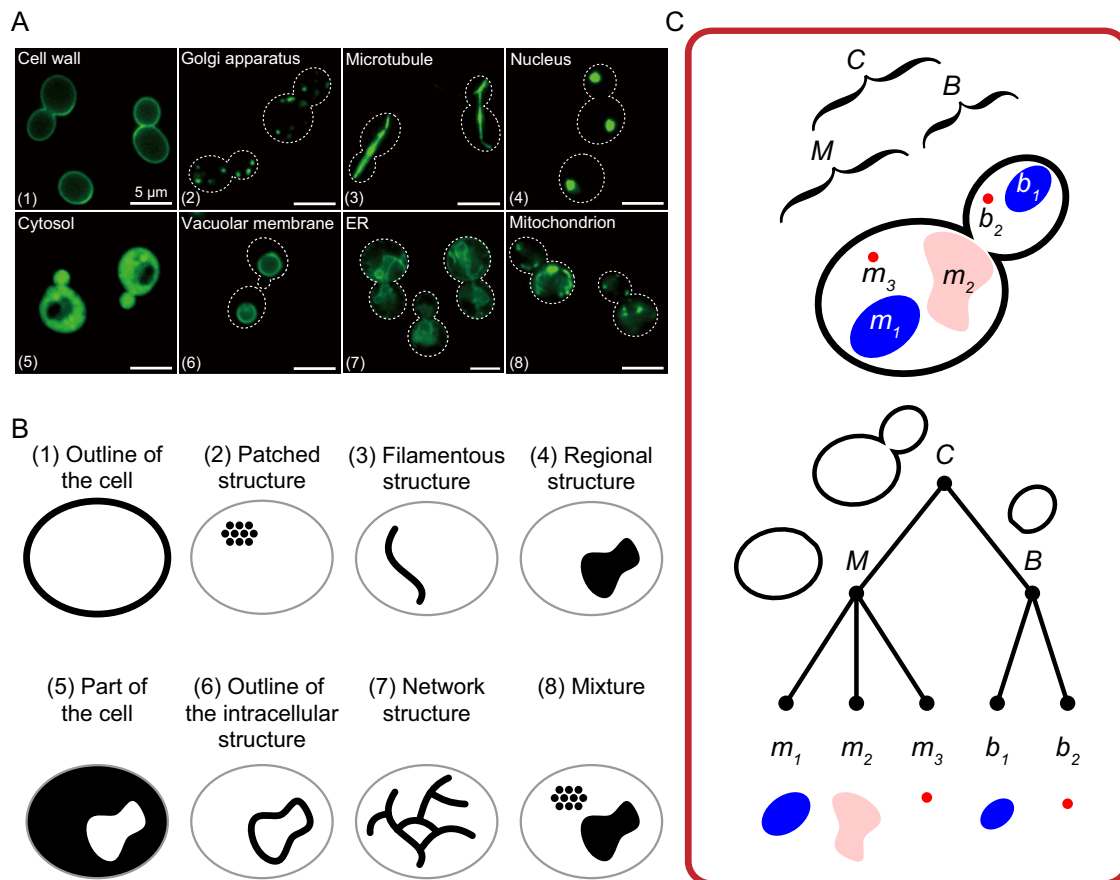 A
Cell wall
(1)
5 μm
Golgi apparatus
(2)
Microtubule
(3)
Nucleus
(4)
Cytosol
(5)
Vacuolar membrane
(6)
ER
(7)
Mitochondrion
(8)
B
(1) Outline of
the cell
(2) Patched
structure
(3) Filamentous
structure
(4) Regional
structure
(5) Part of
the cell
(6) Outline of
the intracellular
structure
(7) Network
structure
(8) Mixture
C
C
B
M
b1
b2
m3
m2
m1
C
M
B
m1 m2 m3 b1 b2